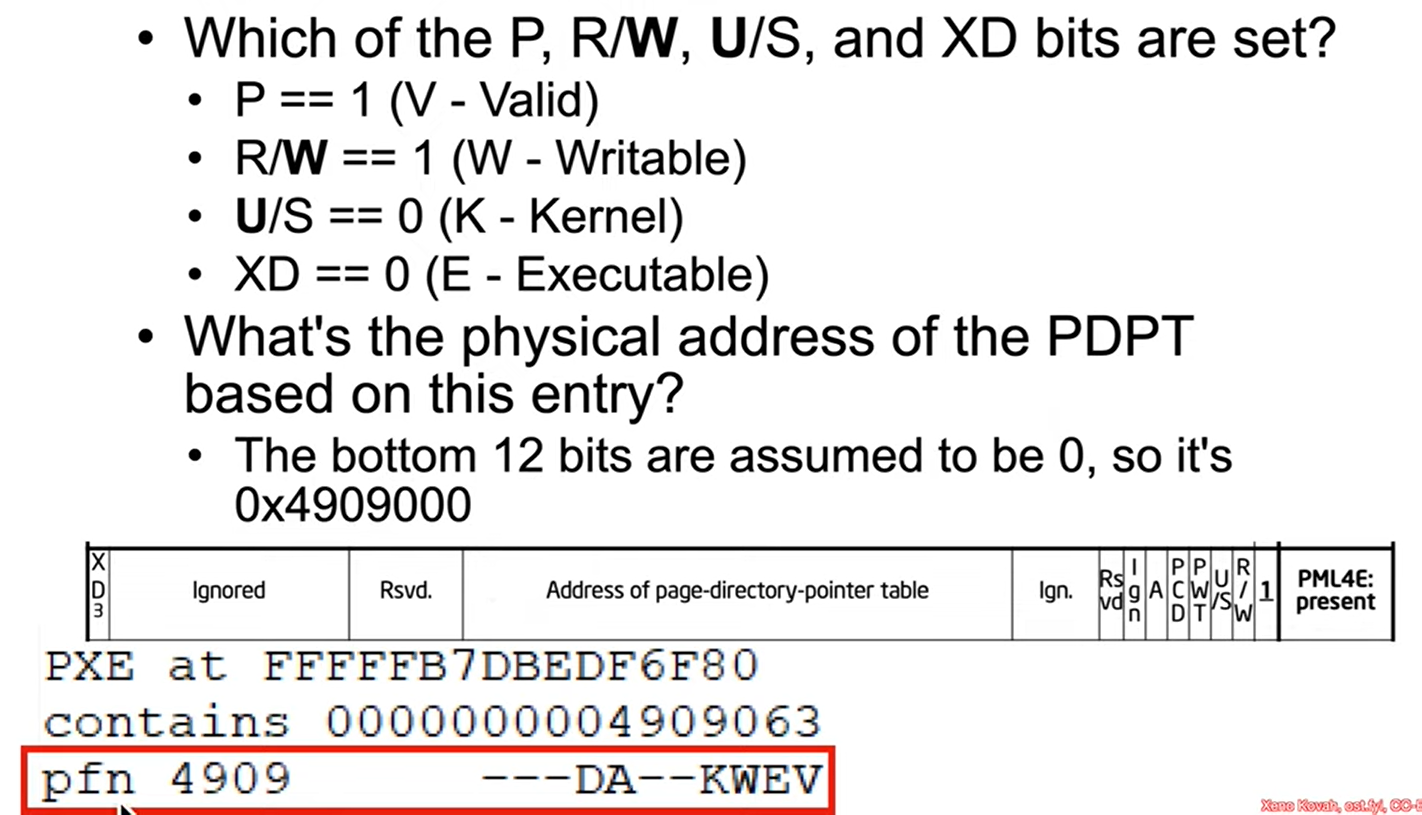 • Which of the P, R/W, U/S, and XD bits are set?
• P == 1 (V - Valid)
• R/W == 1 (W - Writable)
• U/S == 0 (K - Kernel)
• XD == 0 (E - Executable)
• What's the physical address of the PDPT
based on this entry?
• The bottom 12 bits are assumed to be 0, so it's
0x4909000
XD3 Ignored Rsvd. Address of page-directory-pointer table Ign. Rsvd Ign A PCD PWT U/S R/W 1 PML4E: present
PXE at FFFFFB7DBEDF6F80
contains 0000000004909063
pfn 4909 ---DA--KWEV
Xeno Kovah, ost.fyi,